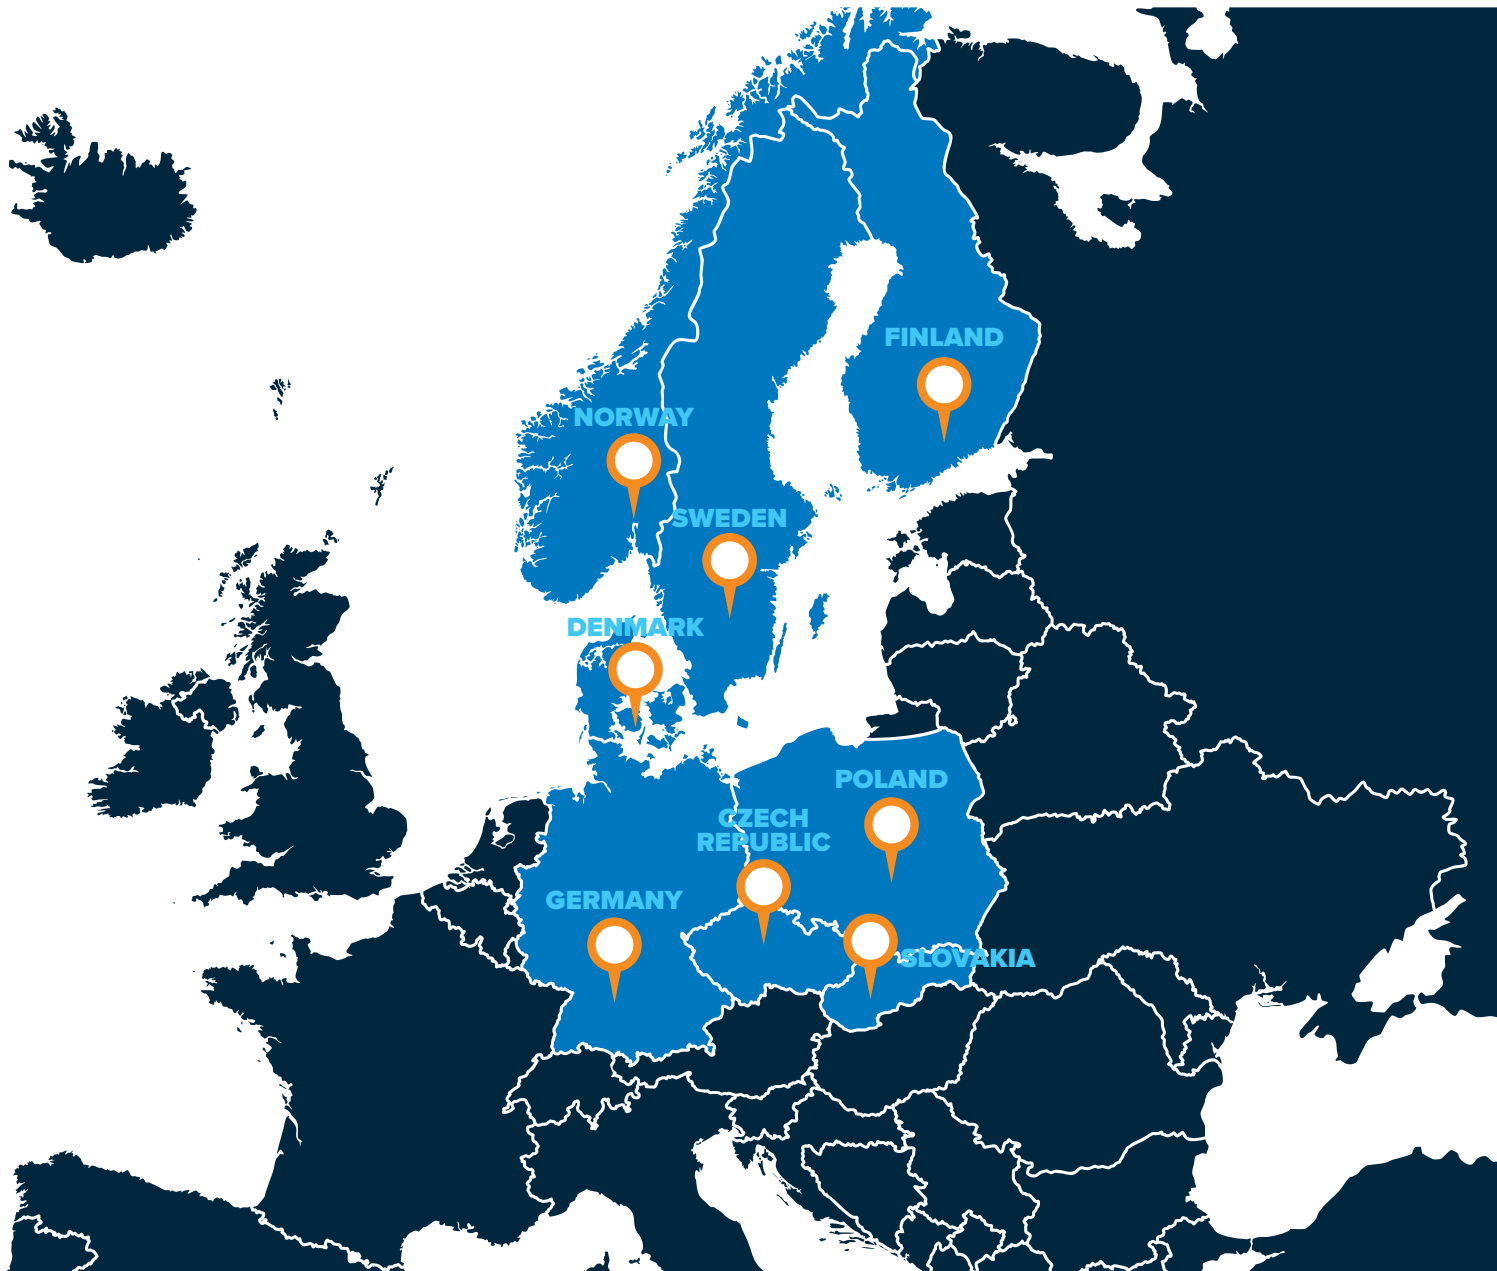 FINLAND
NORWAY
SWEDEN
DENMARK
POLAND
CZECH
REPUBLIC
GERMANY
SLOVAKIA